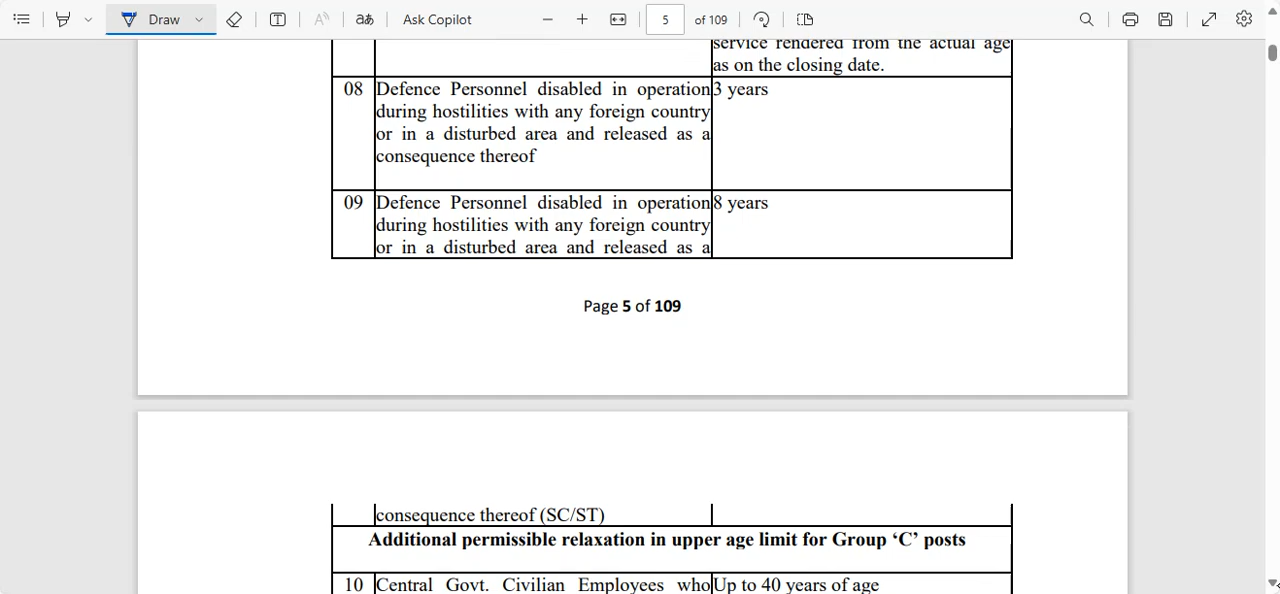 Draw
Ask Copilot
5 of 109
service rendered from the actual age
as on the closing date.
08 Defence Personnel disabled in operation 3 years
during hostilities with any foreign country
or in a disturbed area and released as a
consequence thereof
09 Defence Personnel disabled in operation 8 years
during hostilities with any foreign country
or in a disturbed area and released as a
Page 5 of 109
consequence thereof (SC/ST)
Additional permissible relaxation in upper age limit for Group ‘C’ posts
10 Central Govt. Civilian Employees who Up to 40 years of age